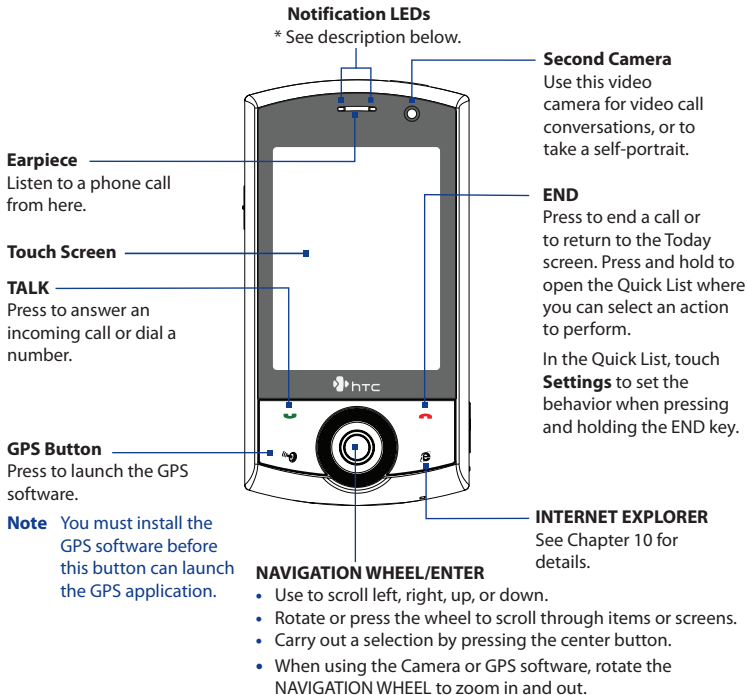 Notification LEDs
* See description below.
Second Camera
Use this video
camera for video call
conversations, or to
take a self-portrait.
Earpiece
Listen to a phone call
from here.
END
Press to end a call or
to return to the Today
screen. Press and hold to
open the Quick List where
you can select an action
to perform.
In the Quick List, touch
Settings to set the
behavior when pressing
and holding the END key.
Touch Screen
TALK
Press to answer an
incoming call or dial a
number.
hTC
GPS Button
Press to launch the GPS
software.
Note You must install the
GPS software before
this button can launch
the GPS application.
INTERNET EXPLORER
See Chapter 10 for
details.
NAVIGATION WHEEL/ENTER
• Use to scroll left, right, up, or down.
• Rotate or press the wheel to scroll through items or screens.
• Carry out a selection by pressing the center button.
• When using the Camera or GPS software, rotate the
NAVIGATION WHEEL to zoom in and out.